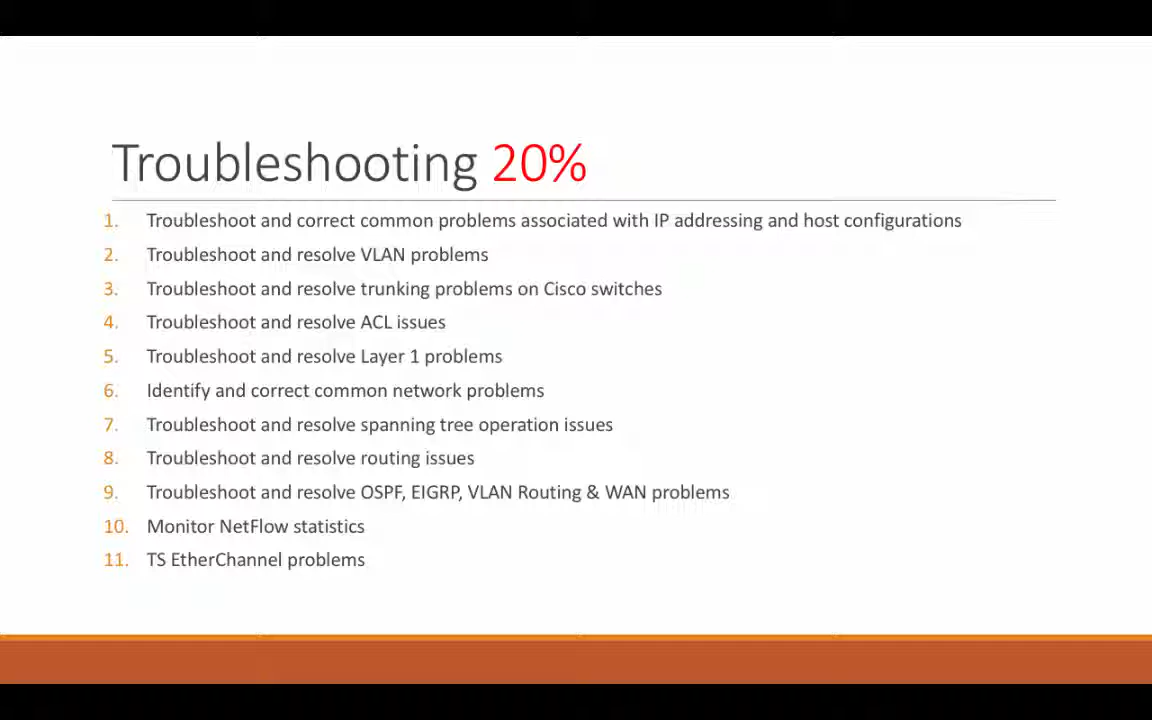 Troubleshooting 20%
1. Troubleshoot and correct common problems associated with IP addressing and host configurations
2. Troubleshoot and resolve VLAN problems
3. Troubleshoot and resolve trunking problems on Cisco switches
4. Troubleshoot and resolve ACL issues
5. Troubleshoot and resolve Layer 1 problems
6. Identify and correct common network problems
7. Troubleshoot and resolve spanning tree operation issues
8. Troubleshoot and resolve routing issues
9. Troubleshoot and resolve OSPF, EIGRP, VLAN Routing & WAN problems
10. Monitor NetFlow statistics
11. TS EtherChannel problems